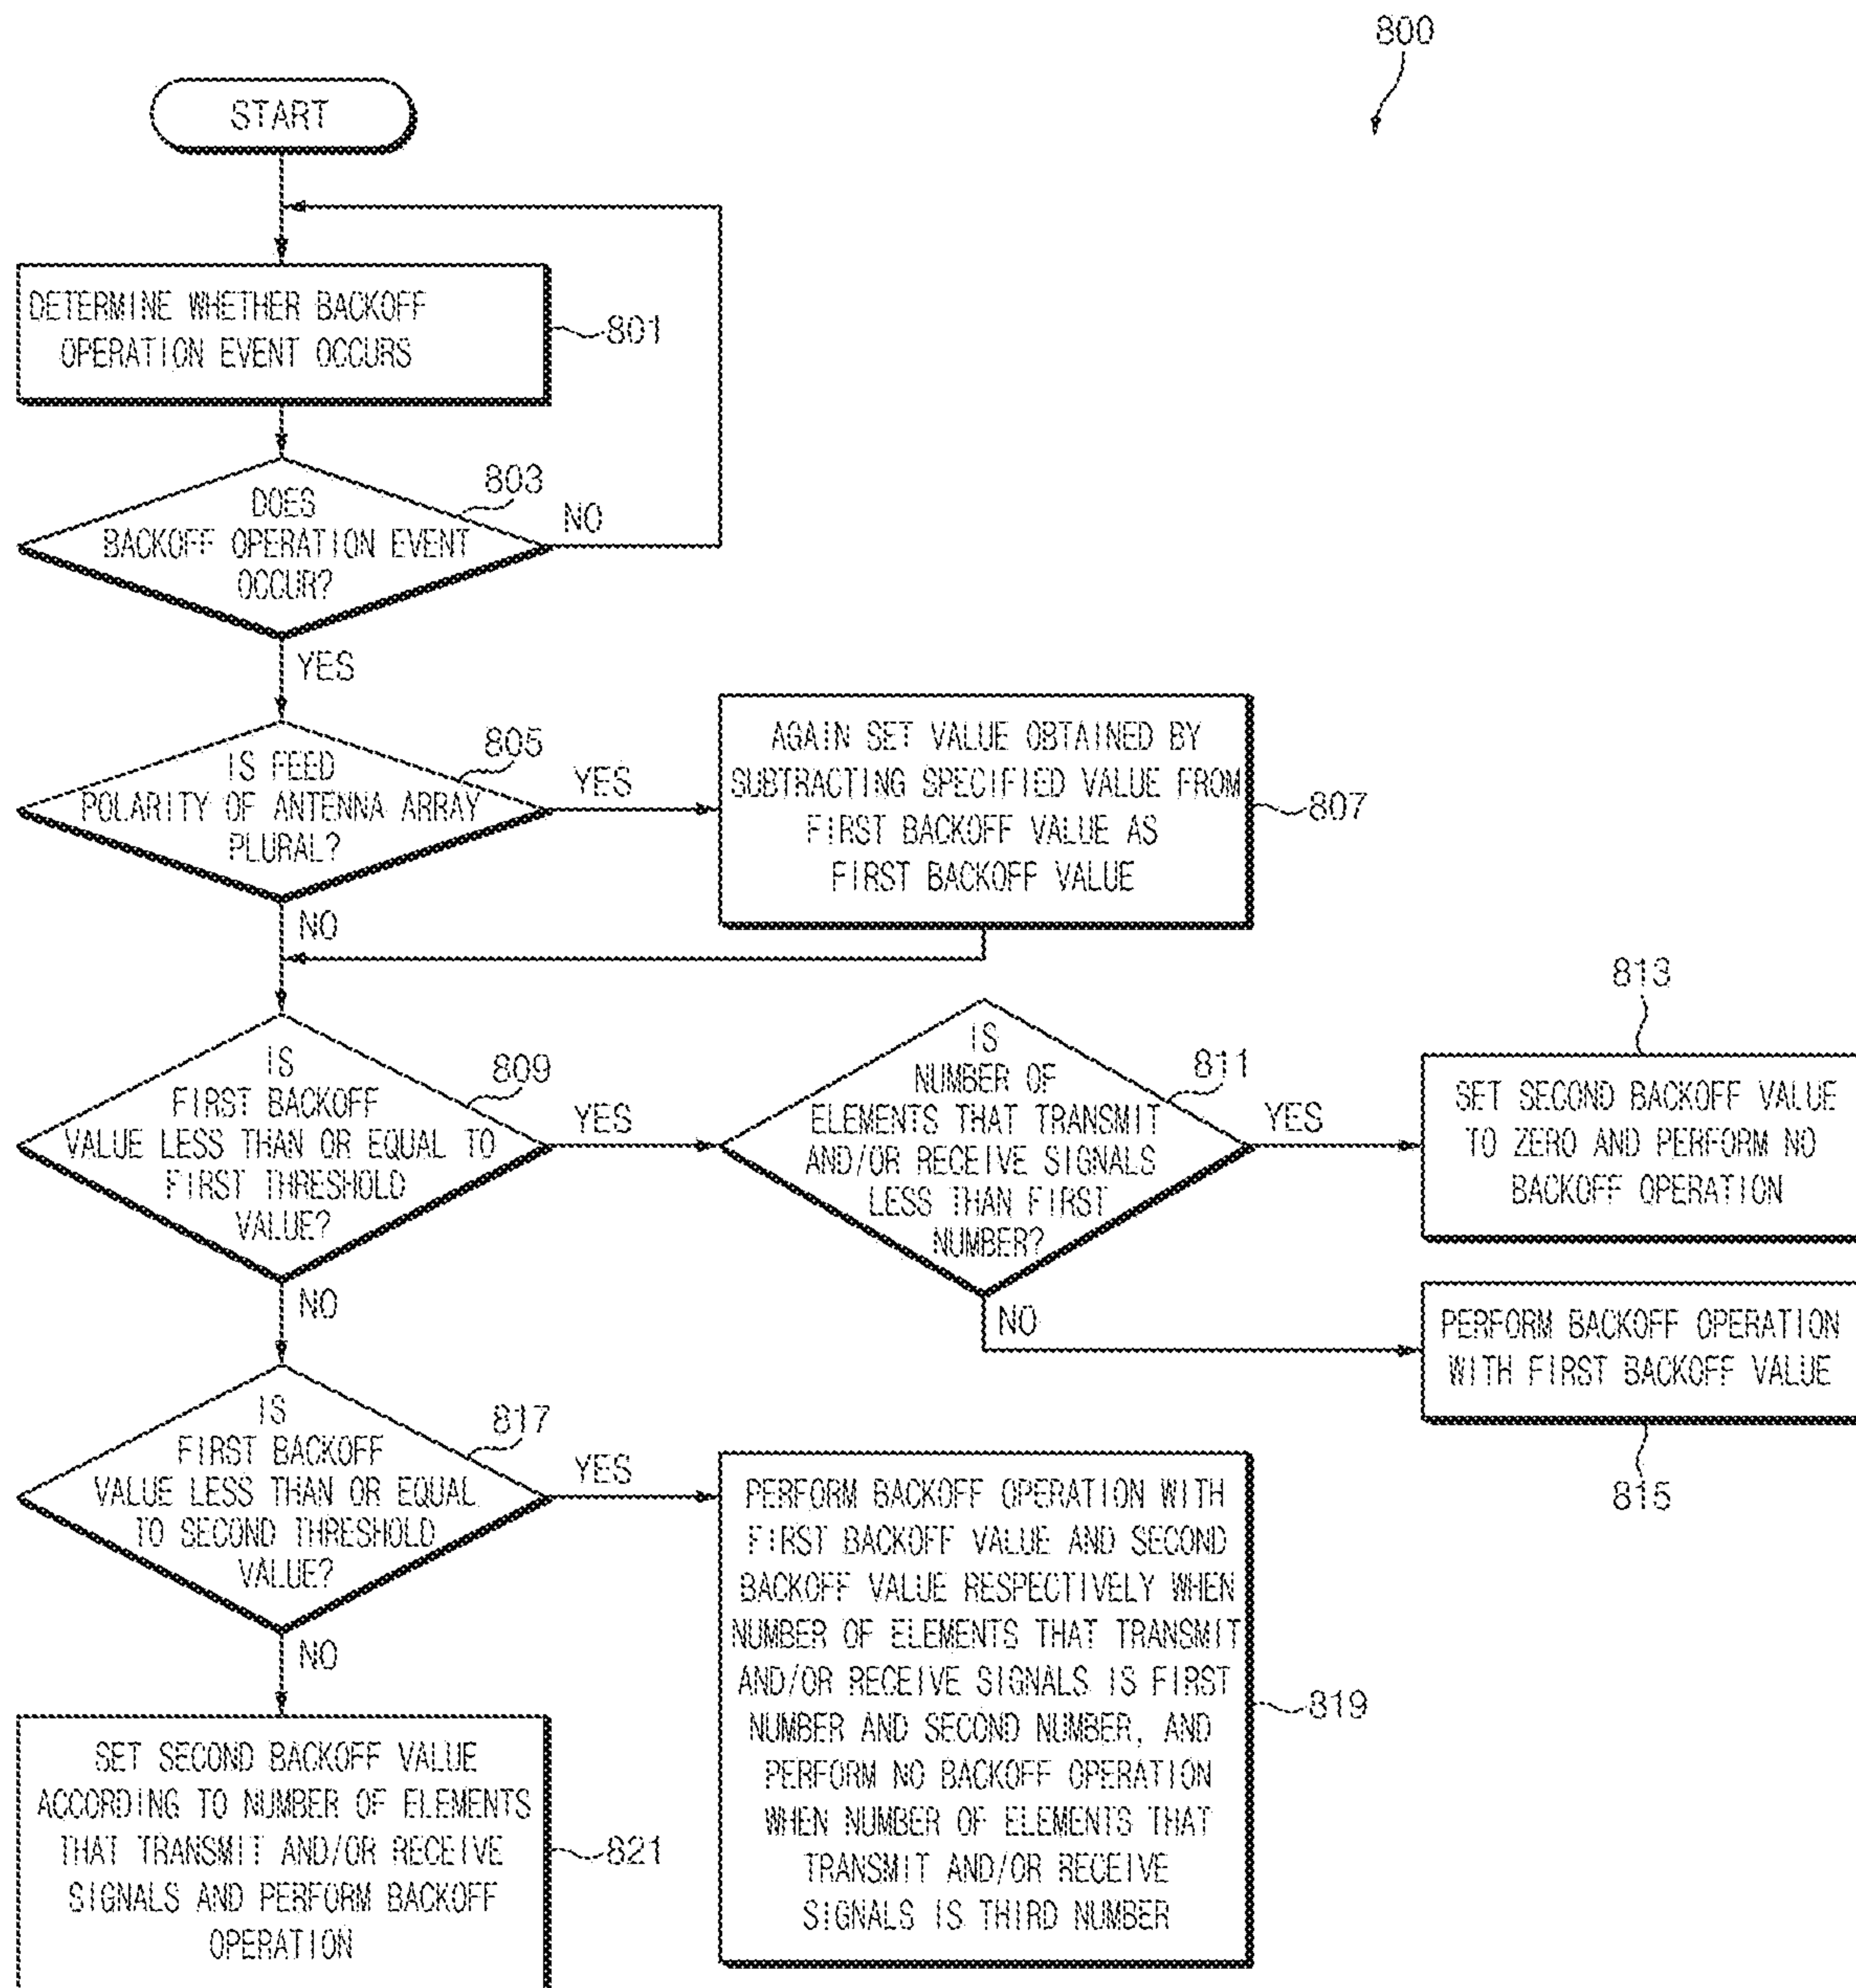 800
START
DETERMINE WHETHER BACKOFF
OPERATION EVENT OCCURS
801
803
DOES
BACKOFF OPERATION EVENT
OCCUR?
NO
YES
805
IS FEED
POLARITY OF ANTENNA ARRAY
PLURAL?
YES
NO
AGAIN SET VALUE OBTAINED BY
SUBTRACTING SPECIFIED VALUE FROM
FIRST BACKOFF VALUE AS
FIRST BACKOFF VALUE
807
809
IS
FIRST BACKOFF
VALUE LESS THAN OR EQUAL TO
FIRST THRESHOLD
VALUE?
YES
NO
811
IS
NUMBER OF
ELEMENTS THAT TRANSMIT
AND/OR RECEIVE SIGNALS
LESS THAN FIRST
NUMBER?
YES
NO
813
SET SECOND BACKOFF VALUE
TO ZERO AND PERFORM NO
BACKOFF OPERATION
PERFORM BACKOFF OPERATION
WITH FIRST BACKOFF VALUE
815
817
IS
FIRST BACKOFF
VALUE LESS THAN OR EQUAL
TO SECOND THRESHOLD
VALUE?
YES
NO
PERFORM BACKOFF OPERATION WITH
FIRST BACKOFF VALUE AND SECOND
BACKOFF VALUE RESPECTIVELY WHEN
NUMBER OF ELEMENTS THAT TRANSMIT
AND/OR RECEIVE SIGNALS IS FIRST
NUMBER AND SECOND NUMBER, AND
PERFORM NO BACKOFF OPERATION
WHEN NUMBER OF ELEMENTS THAT
TRANSMIT AND/OR RECEIVE
SIGNALS IS THIRD NUMBER
819
SET SECOND BACKOFF VALUE
ACCORDING TO NUMBER OF ELEMENTS
THAT TRANSMIT AND/OR RECEIVE
SIGNALS AND PERFORM BACKOFF
OPERATION
821